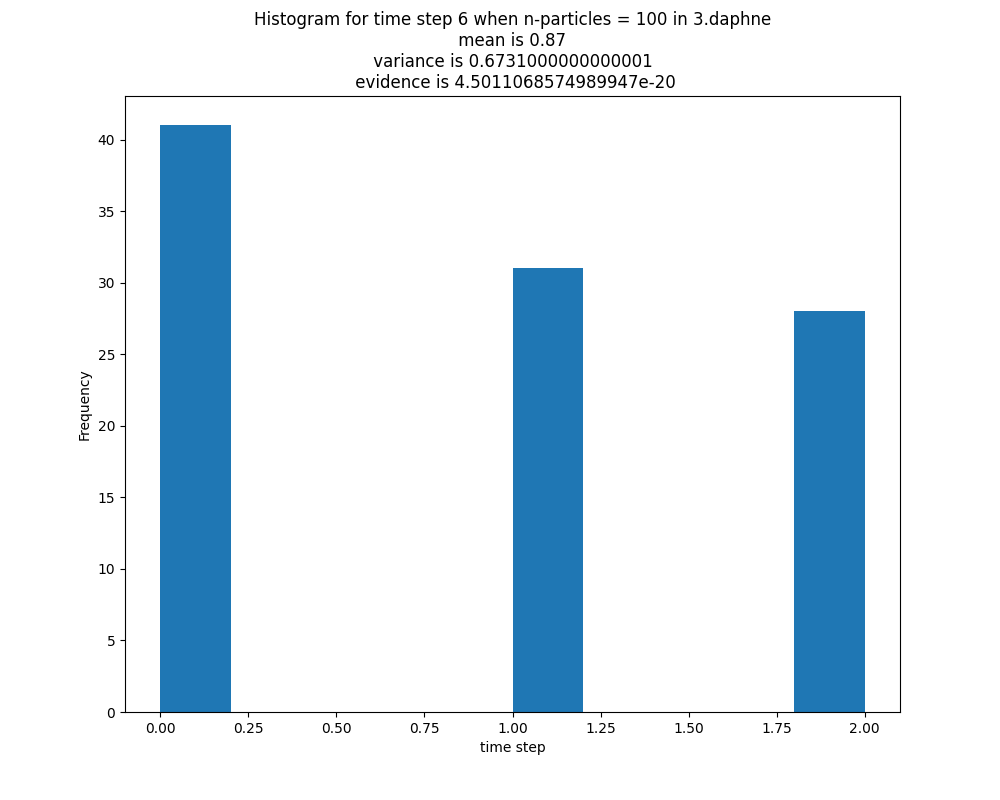 Histogram for time step 6 when n-particles = 100 in 3.daphne
mean is 0.87
variance is 0.6731000000000001
evidence is 4.5011068574989947e-20
40
35
30
25
20
15
10
5
0
Frequency
0.00 0.25 0.50 0.75 1.00 1.25 1.50 1.75 2.00
time step